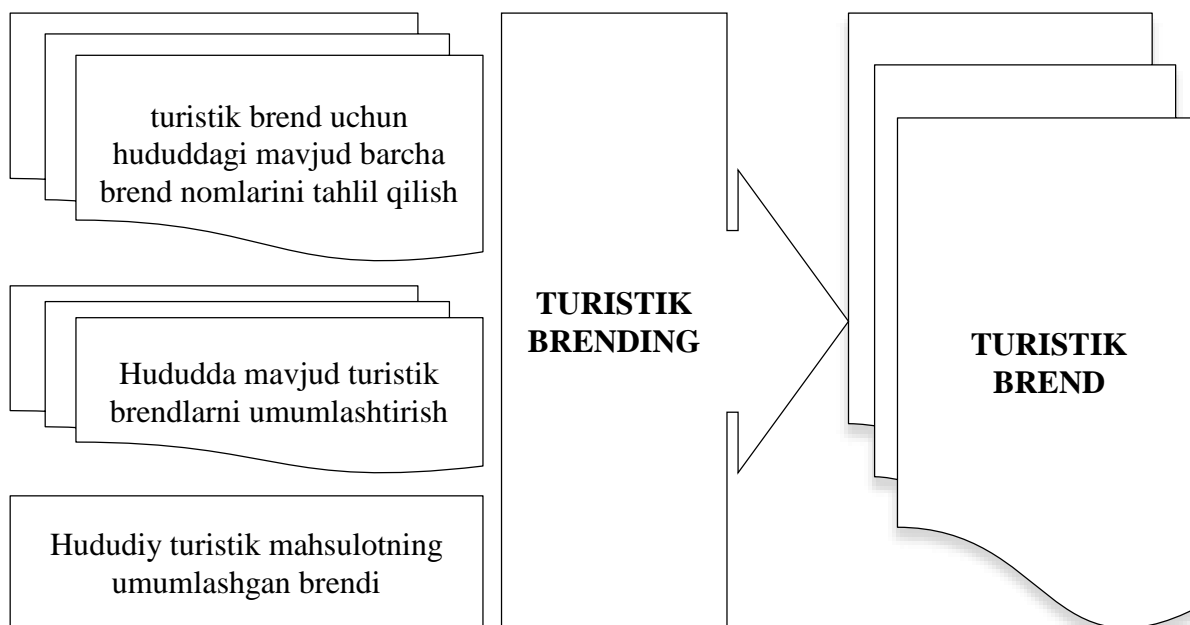 turistik brend uchun
hududdagi mavjud barcha
brend nomlarini tahlil qilish
Hududda mavjud turistik
brendlarni umumlashtirish
Hududiy turistik mahsulotning
umumlashgan brendi
TURISTIK
BRENDING
TURISTIK
BREND